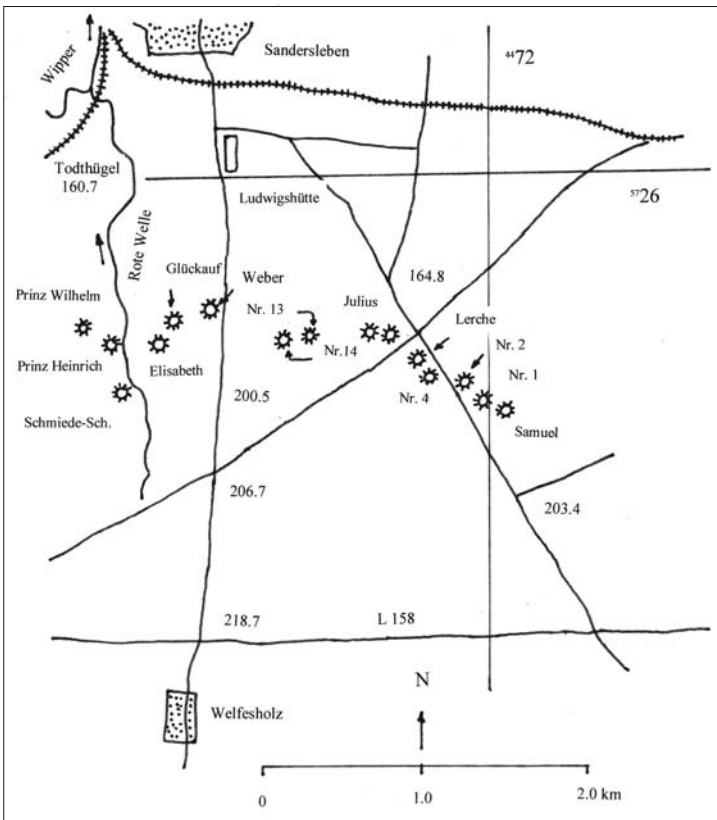 Sandersleben
⁴⁴72
Wipper
Todthügel
160.7
⁵⁷26
Ludwigshütte
Rote Welle
Glückauf
Weber
164.8
Prinz Wilhelm
Nr. 13
Julius
Lerche
Nr. 2
Nr.14
Prinz Heinrich
Elisabeth
Nr. 1
200.5
Nr. 4
Schmiede-Sch.
Samuel
206.7
203.4
218.7
L 158
N
Welfesholz
0 1.0 2.0 km